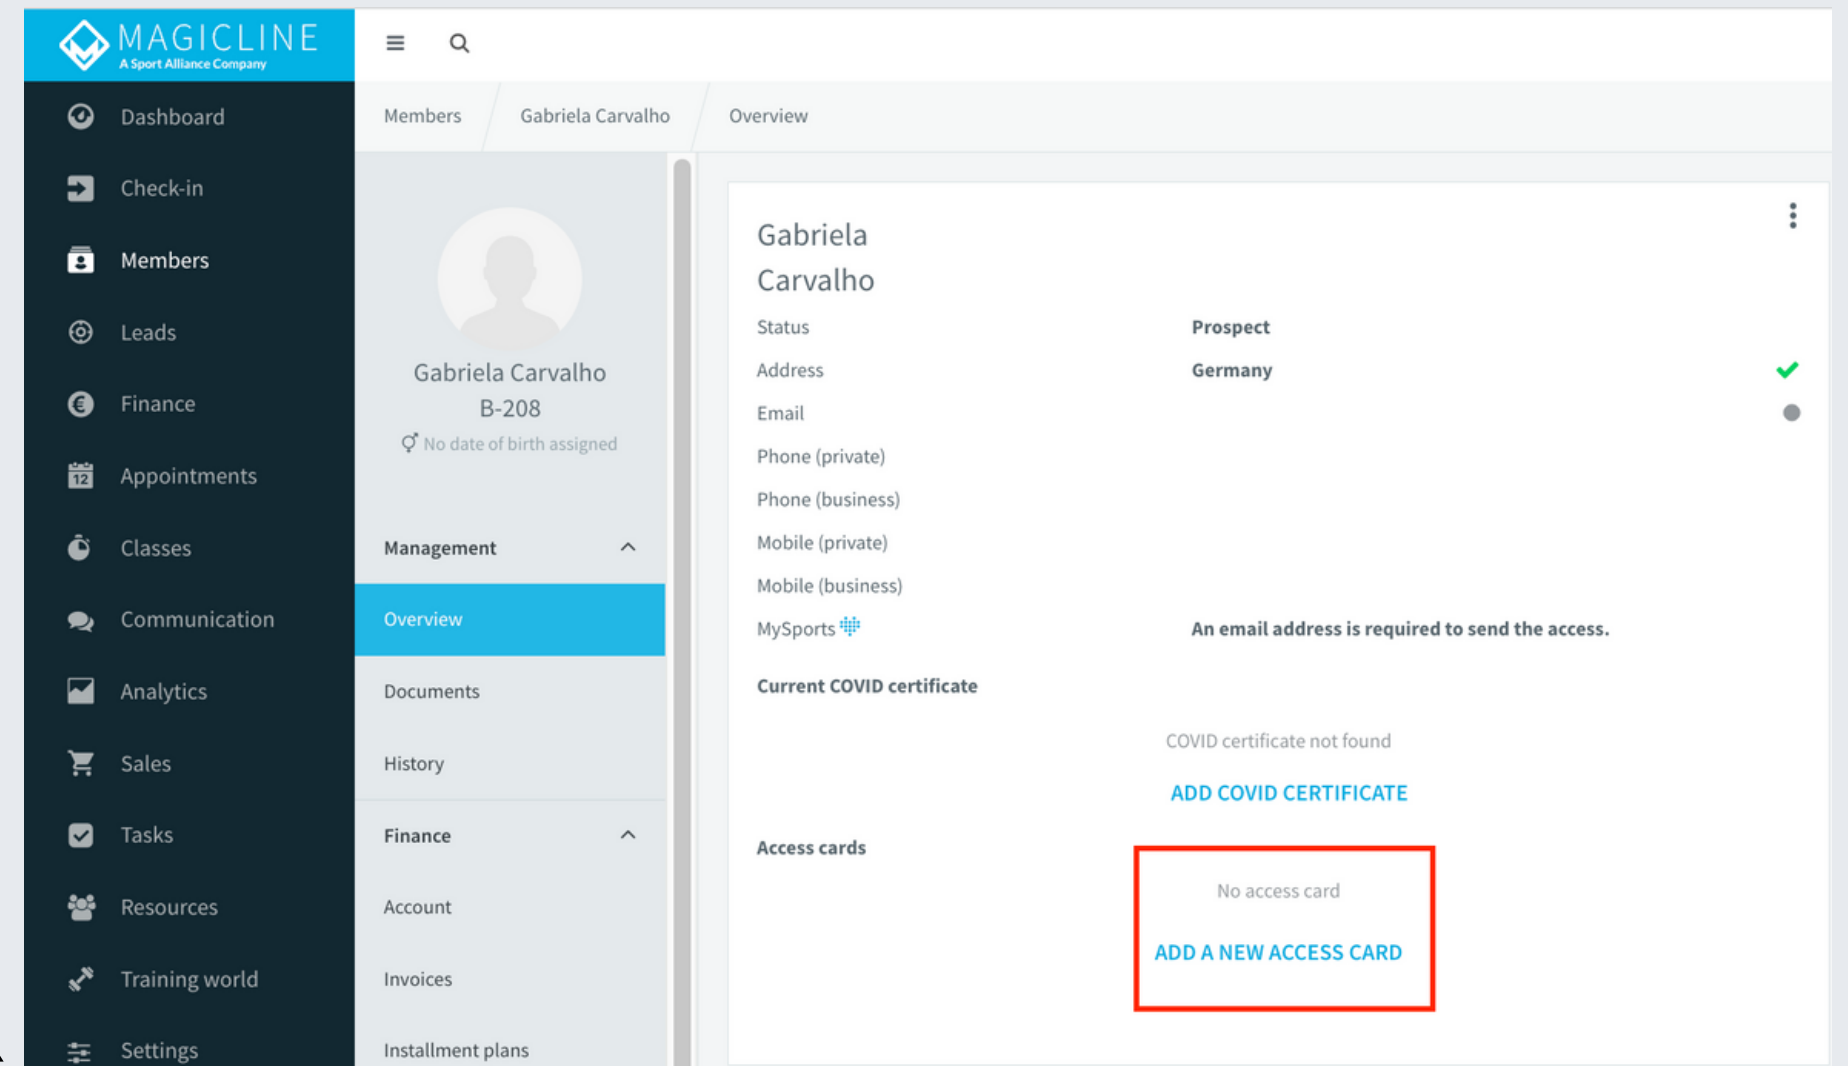 MAGICLINE
A Sport Alliance Company
Dashboard
Check-in
Members
Leads
Finance
12
Appointments
Classes
Communication
Analytics
Sales
Tasks
Resources
Training world
Settings
Members
Gabriela Carvalho
Overview
Gabriela Carvalho
B-208
No date of birth assigned
Management
Overview
Documents
History
Finance
Account
Invoices
Installment plans
Gabriela
Carvalho
Status Prospect
Address Germany
Email
Phone (private)
Phone (business)
Mobile (private)
Mobile (business)
MySports An email address is required to send the access.
Current COVID certificate
COVID certificate not found
ADD COVID CERTIFICATE
Access cards
No access card
ADD A NEW ACCESS CARD